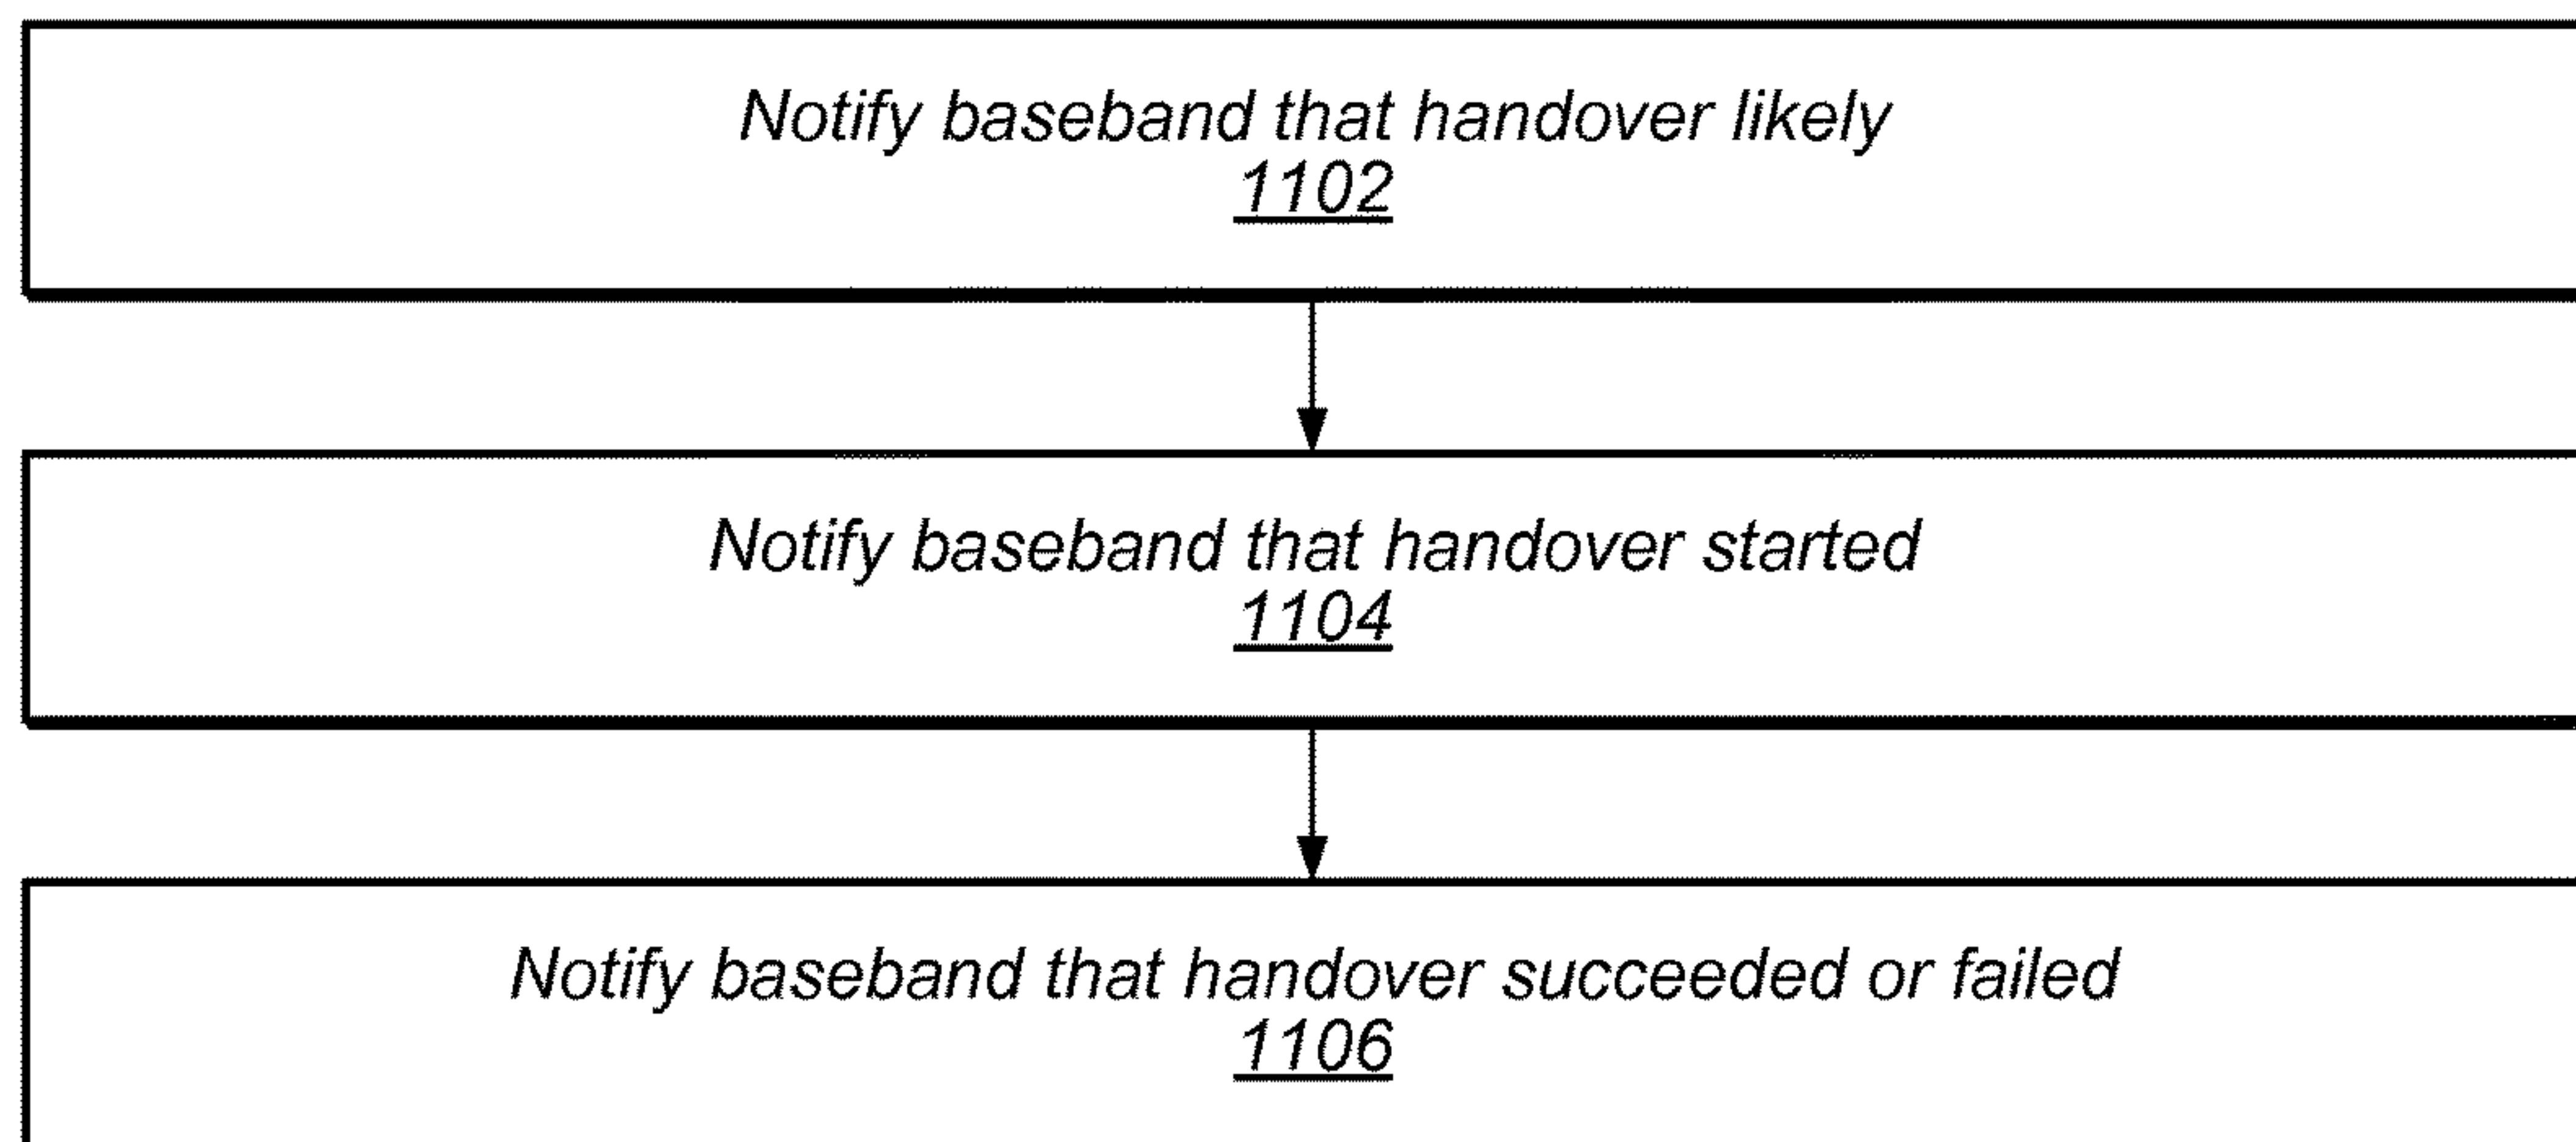 Notify baseband that handover likely
1102
Notify baseband that handover started
1104
Notify baseband that handover succeeded or failed
1106